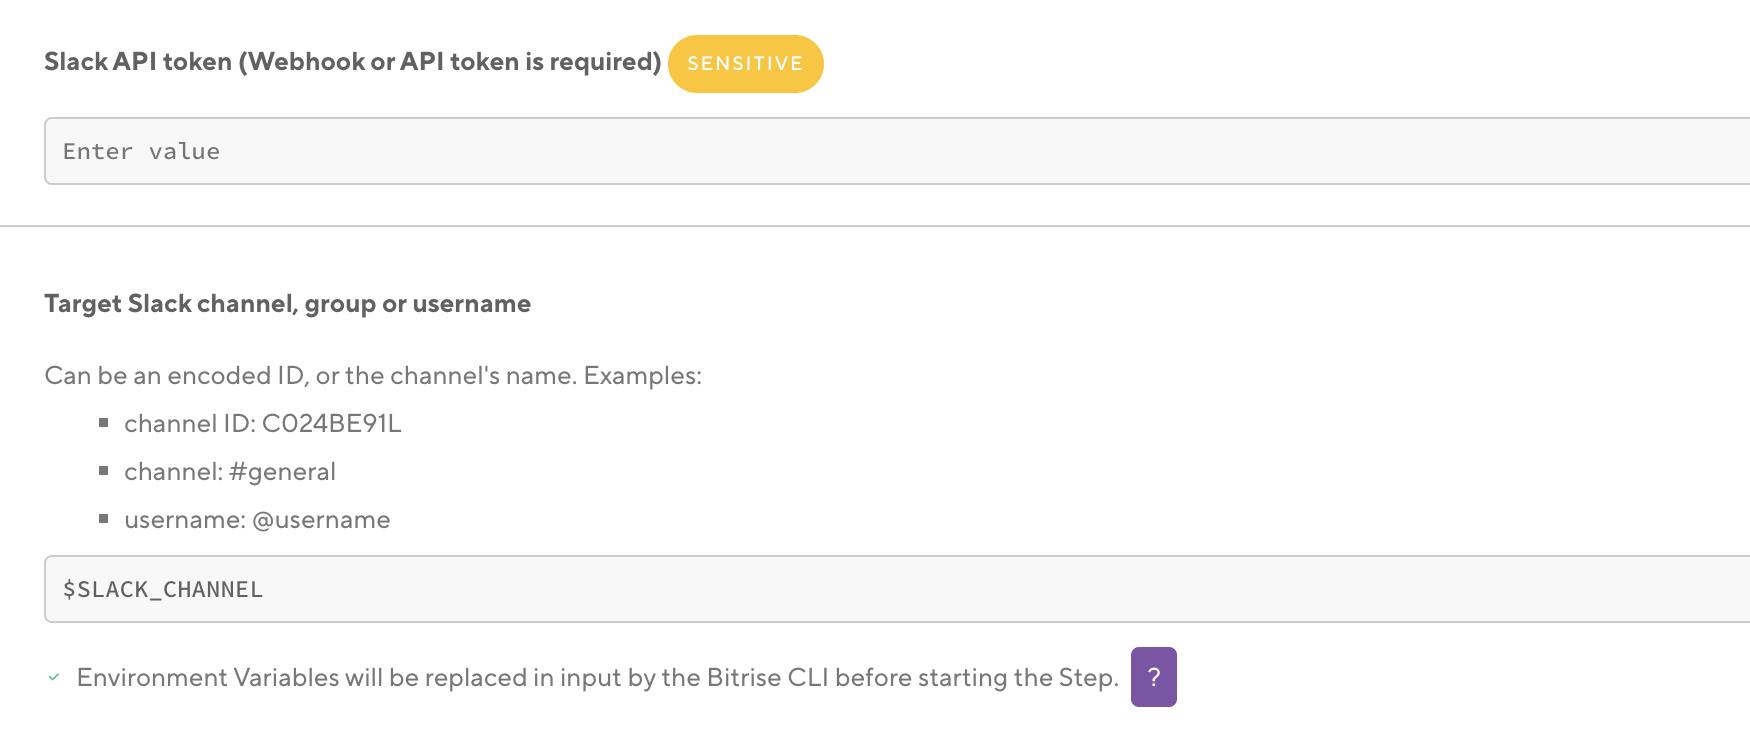 Slack API token (Webhook or API token is required) SENSITIVE
Enter value
Target Slack channel, group or username
Can be an encoded ID, or the channel's name. Examples:
channel ID: C024BE91L
channel: #general
username: @username
$SLACK_CHANNEL
Environment Variables will be replaced in input by the Bitrise CLI before starting the Step. ?